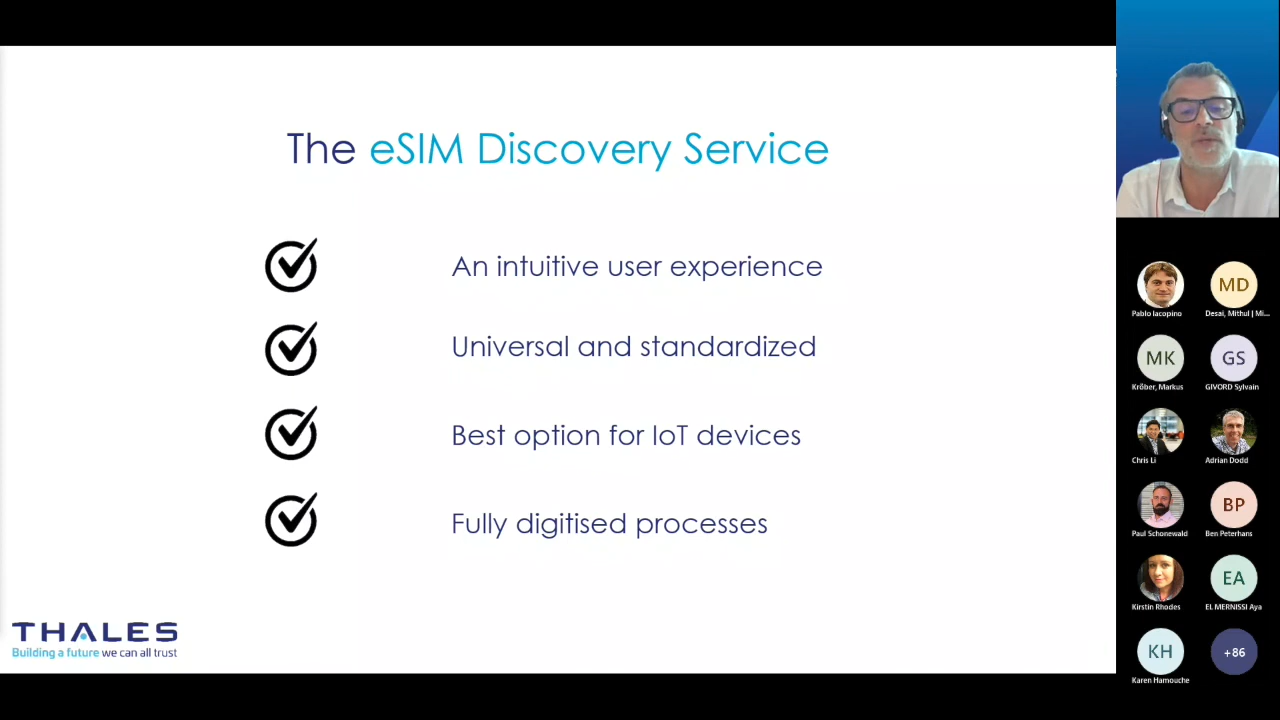 The eSIM Discovery Service
An intuitive user experience
Universal and standardized
Best option for IoT devices
Fully digitised processes
THALES
Building a future we can all trust
Pablo Iacopino
MD
Desai, Mithul | Mi...
MK
Kröber, Markus
GS
GIVORD Sylvain
Chris Li
Adrian Dodd
Paul Schonewald
BP
Ben Peterhans
Kirstin Rhodes
EA
EL MERNISSI Aya
KH
Karen Hamouche
+86